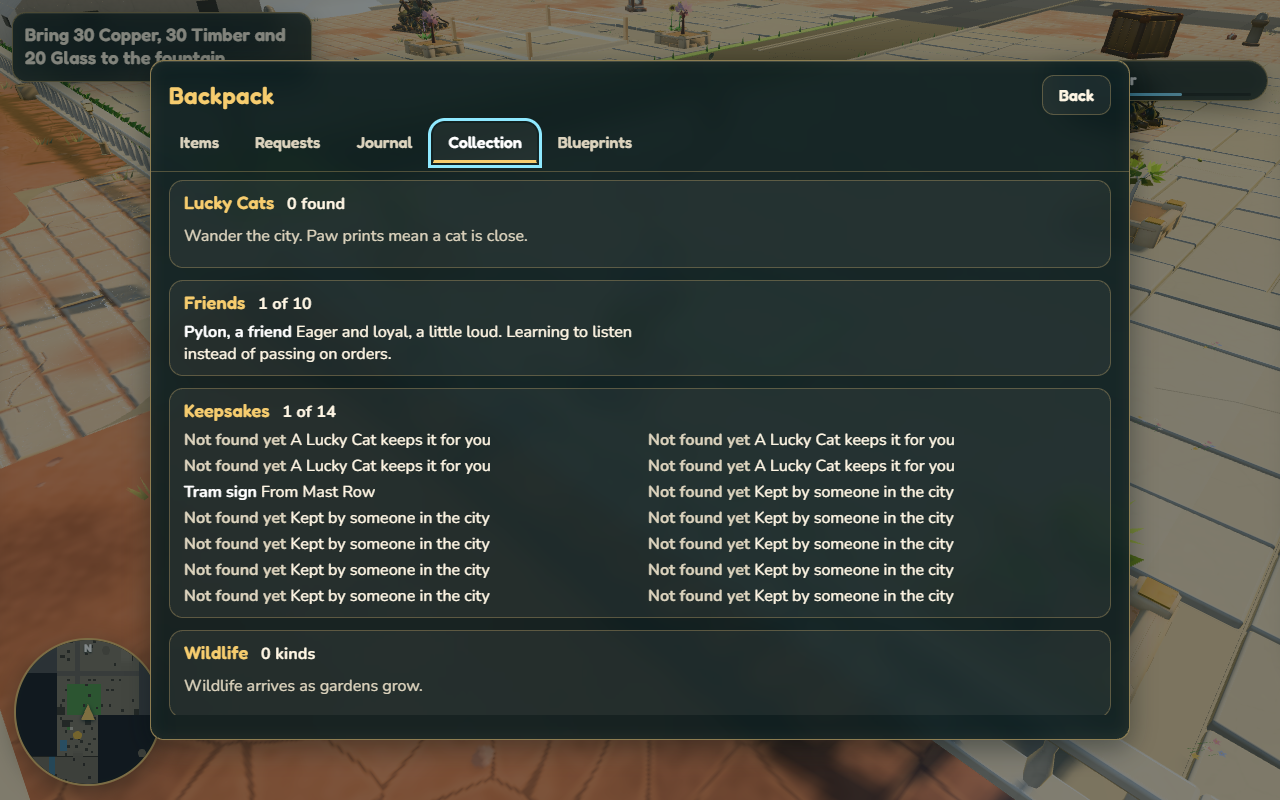 Bring 30 Copper, 30 Timber and
20 Glass to the fountain
Backpack
Back
Items Requests Journal Collection Blueprints
Lucky Cats 0 found
Wander the city. Paw prints mean a cat is close.
Friends 1 of 10
Pylon, a friend Eager and loyal, a little loud. Learning to listen
instead of passing on orders.
Keepsakes 1 of 14
Not found yet A Lucky Cat keeps it for you Not found yet A Lucky Cat keeps it for you
Not found yet A Lucky Cat keeps it for you Not found yet A Lucky Cat keeps it for you
Tram sign From Mast Row Not found yet Kept by someone in the city
Not found yet Kept by someone in the city Not found yet Kept by someone in the city
Not found yet Kept by someone in the city Not found yet Kept by someone in the city
Not found yet Kept by someone in the city Not found yet Kept by someone in the city
Not found yet Kept by someone in the city Not found yet Kept by someone in the city
Wildlife 0 kinds
Wildlife arrives as gardens grow.
N